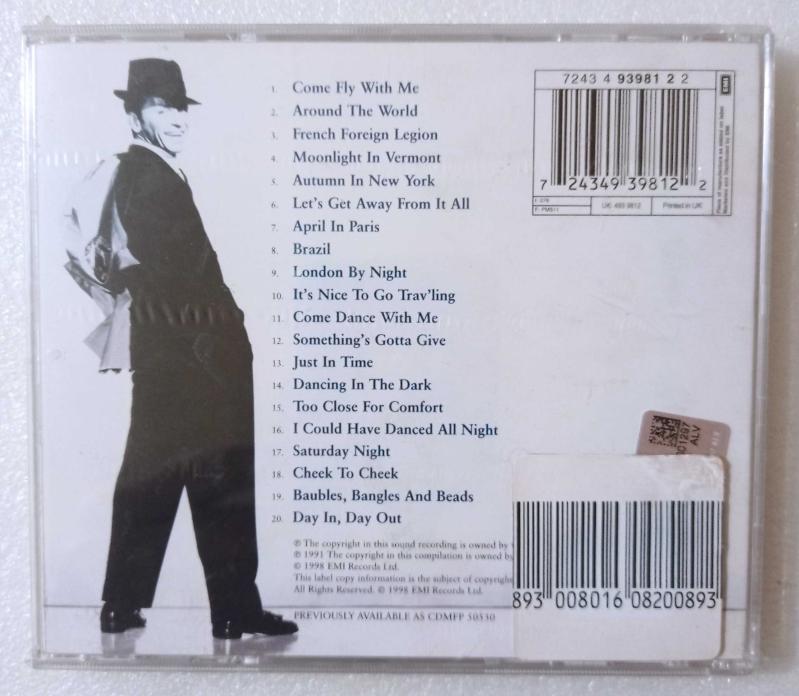 1. Come Fly With Me
2. Around The World
3. French Foreign Legion
4. Moonlight In Vermont
5. Autumn In New York
6. Let's Get Away From It All
7. April In Paris
8. Brazil
9. London By Night
10. It's Nice To Go Trav'ling
11. Come Dance With Me
12. Something's Gotta Give
13. Just In Time
14. Dancing In The Dark
15. Too Close For Comfort
16. I Could Have Danced All Night
17. Saturday Night
18. Cheek To Cheek
19. Baubles, Bangles And Beads
20. Day In, Day Out
℗ The copyright in this sound recording is owned by
℗ 1991 The copyright in this compilation is owned by
© 1998 EMI Records Ltd.
This label copy information is the subject of copyright
All Rights Reserved. © 1998 EMI Records Ltd.
PREVIOUSLY AVAILABLE AS CDMFP 50530
7243 4 93981 2 2
EMI
7 24349 39812 2
UK: 493 9812
Printed in UK
ALV
893 008016 08200893